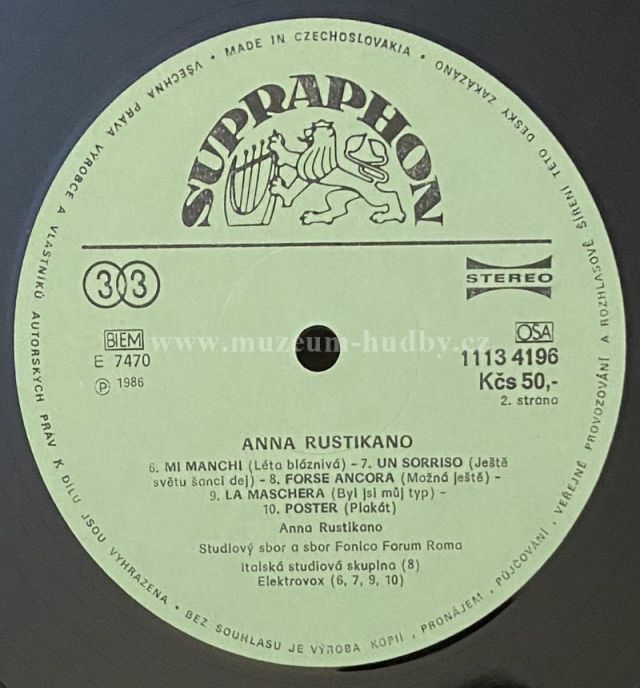 VŠECHNA PRÁVA VÝROBCE A VLASTNÍKŮ AUTORSKÝCH PRÁV K DÍLU JSOU VYHRAZENA • BEZ SOUHLASU JE VÝROBA KOPIÍ, PRONÁJEM, PŮJČOVÁNÍ, VEŘEJNÉ PROVOZOVÁNÍ A ROZHLASOVÉ ŠÍŘENÍ TÉTO DESKY ZAKÁZÁNO • MADE IN CZECHOSLOVAKIA •
SUPRAPHON
33
STEREO
BIEM
OSA
www.muzeum-hudby.cz
E 7470
1113 4196
Ⓟ 1986
Kčs 50,-
2. strana
ANNA RUSTIKANO
6. MI MANCHI (Léta bláznivá) – 7. UN SORRISO (Ještě
světu šanci dej) – 8. FORSE ANCORA (Možná ještě) –
9. LA MASCHERA (Byl jsi můj typ) –
10. POSTER (Plakát)
Anna Rustikano
Studiový sbor a sbor Fonico Forum Roma
Italská studiová skupina (8)
Elektrovox (6, 7, 9, 10)